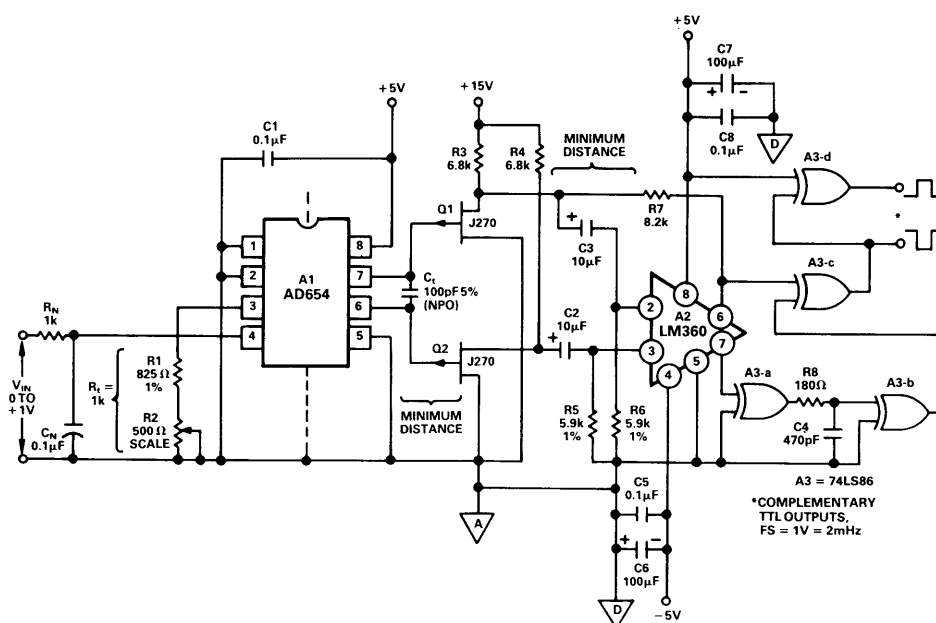 +5V
C7
100µF
+
-
C8
0.1µF
D
+5V
C1
0.1µF
+15V
R3
6.8k
R4
6.8k
MINIMUM
DISTANCE
A3-d
*
R7
8.2k
A3-c
Q1
J270
+
C3
10µF
1
2
3
4
8
7
6
5
A1
AD654
Ct
100pF 5%
(NPO)
2
3
8
6
7
5
4
A2
LM360
RN
1k
VIN
0 TO
+1V
CN
0.1µF
Rt =
1k
R1
825Ω
1%
R2
500Ω
SCALE
Q2
J270
MINIMUM
DISTANCE
C2
10µF
+
R5
5.9k
1%
R6
5.9k
1%
A3-a
R8
180Ω
C4
470pF
A3-b
A3 = 74LS86
*COMPLEMENTARY
TTL OUTPUTS,
FS = 1V = 2mHz
A
C5
0.1µF
+
-
C6
100µF
D
-5V